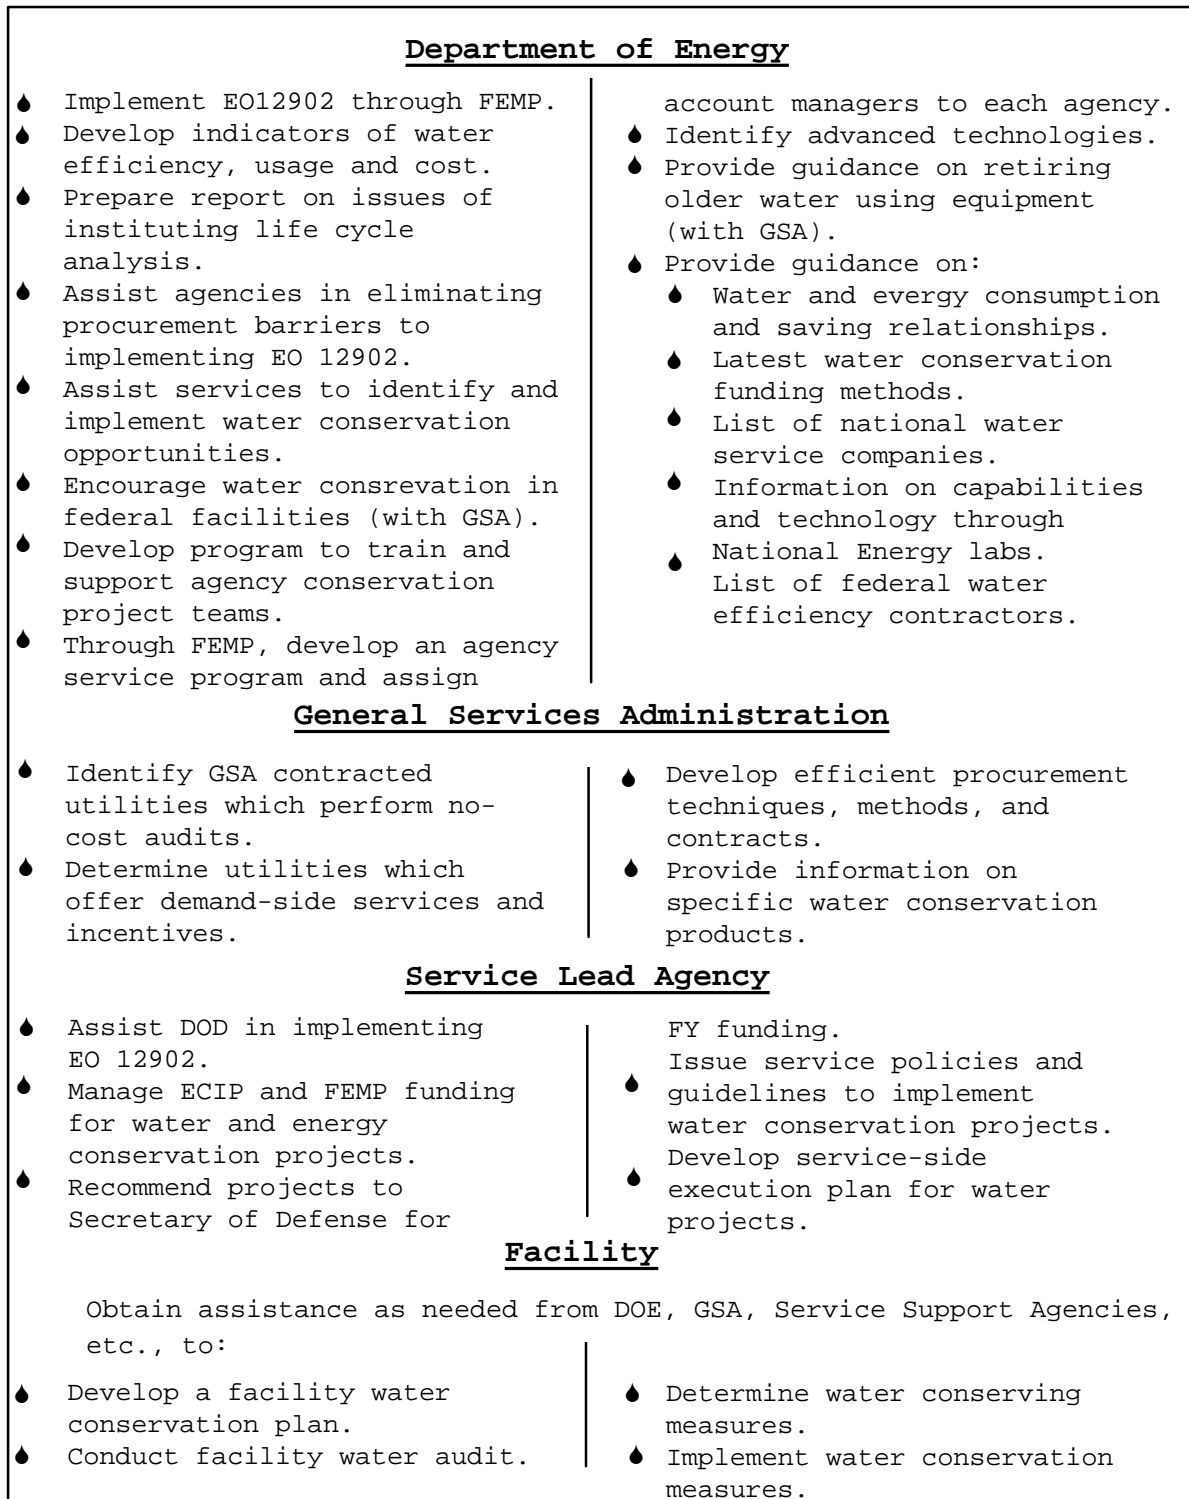 Department of Energy
Implement EO12902 through FEMP.
Develop indicators of water
efficiency, usage and cost.
Prepare report on issues of
instituting life cycle
analysis.
Assist agencies in eliminating
procurement barriers to
implementing EO 12902.
Assist services to identify and
implement water conservation
opportunities.
Encourage water consrevation in
federal facilities (with GSA).
Develop program to train and
support agency conservation
project teams.
Through FEMP, develop an agency
service program and assign
account managers to each agency.
Identify advanced technologies.
Provide guidance on retiring
older water using equipment
(with GSA).
Provide guidance on:
Water and evergy consumption
and saving relationships.
Latest water conservation
funding methods.
List of national water
service companies.
Information on capabilities
and technology through
National Energy labs.
List of federal water
efficiency contractors.
General Services Administration
Identify GSA contracted
utilities which perform no-
cost audits.
Determine utilities which
offer demand-side services and
incentives.
Develop efficient procurement
techniques, methods, and
contracts.
Provide information on
specific water conservation
products.
Service Lead Agency
Assist DOD in implementing
EO 12902.
Manage ECIP and FEMP funding
for water and energy
conservation projects.
Recommend projects to
Secretary of Defense for
FY funding.
Issue service policies and
guidelines to implement
water conservation projects.
Develop service-side
execution plan for water
projects.
Facility
Obtain assistance as needed from DOE, GSA, Service Support Agencies,
etc., to:
Develop a facility water
conservation plan.
Conduct facility water audit.
Determine water conserving
measures.
Implement water conservation
measures.